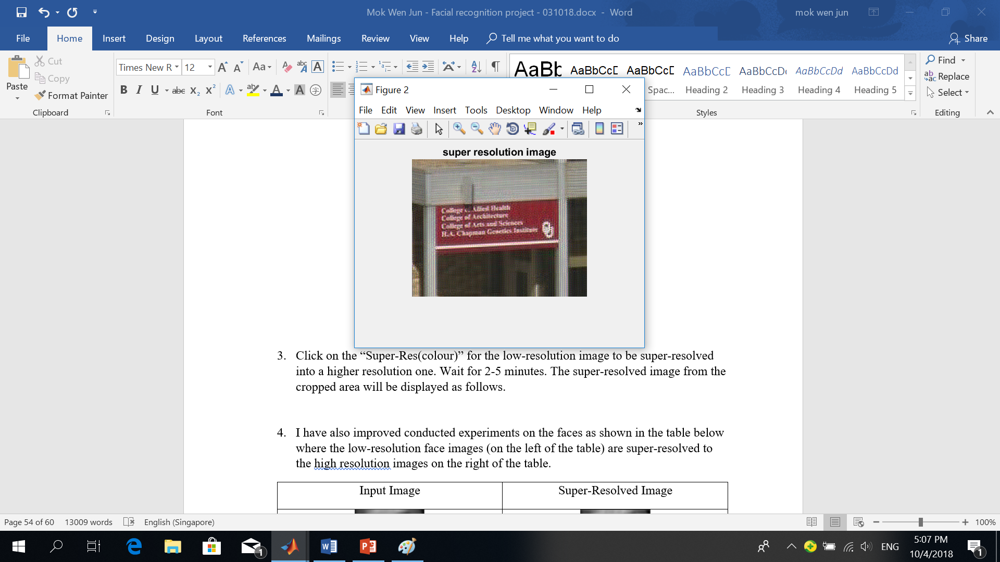 Mok Wen Jun - Facial recognition project - 031018.docx - Word
mok wen jun
File Home Insert Design Layout References Mailings Review View Help Tell me what you want to do
Share
Paste
Cut
Copy
Format Painter
Clipboard
Times New R 12
Font
AaBb AaBbCcD AaBbCcD AaBbCcD AaBbCcD AaBbCcDd AaBbCcDd
Spac... Heading 2 Heading 3 Heading 4 Heading 5
Styles
Find
Replace
Select
Editing
Figure 2
File Edit View Insert Tools Desktop Window Help
super resolution image
College of Allied Health
College of Architecture
College of Arts and Sciences
H.A. Chapman Genetics Institute
3. Click on the “Super-Res(colour)” for the low-resolution image to be super-resolved
into a higher resolution one. Wait for 2-5 minutes. The super-resolved image from the
cropped area will be displayed as follows.
4. I have also improved conducted experiments on the faces as shown in the table below
where the low-resolution face images (on the left of the table) are super-resolved to
the high resolution images on the right of the table.
Input Image Super-Resolved Image
Page 54 of 60 13009 words English (Singapore)
100%
ENG
5:07 PM
10/4/2018